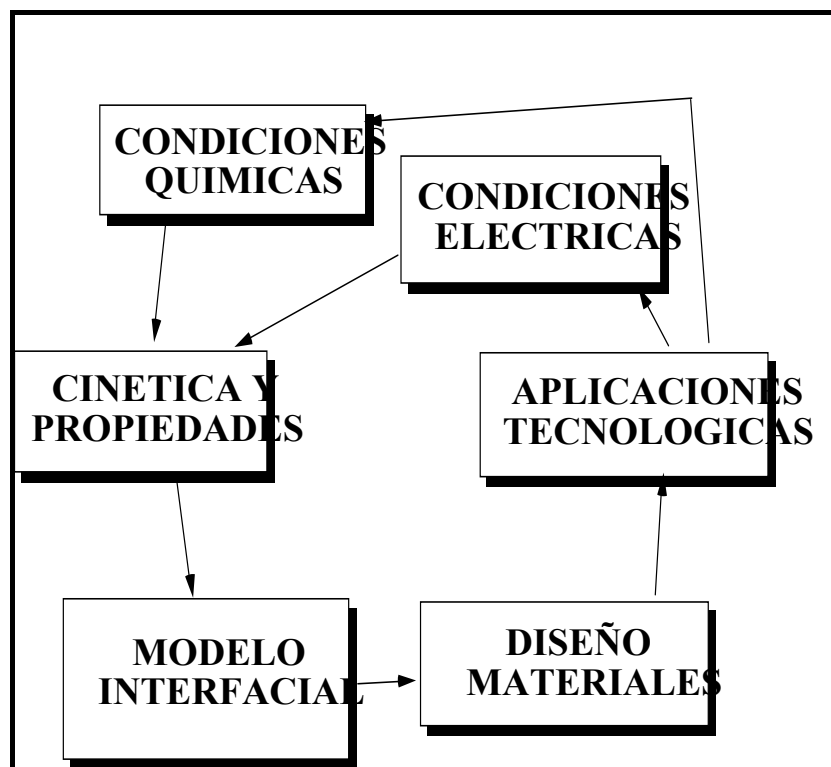 CONDICIONES
QUIMICAS
CONDICIONES
ELECTRICAS
CINETICA Y
PROPIEDADES
APLICACIONES
TECNOLOGICAS
MODELO
INTERFACIAL
DISEÑO
MATERIALES